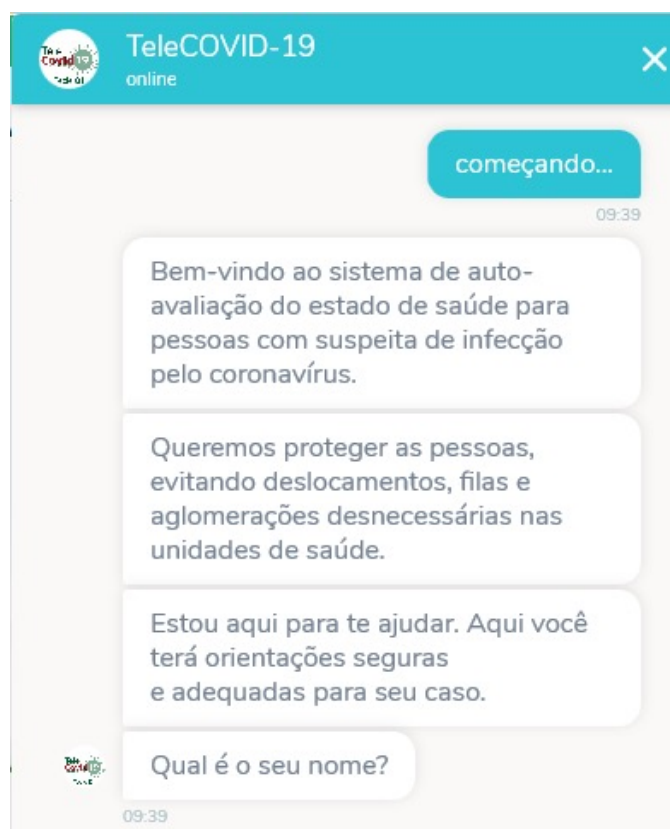 TeleCOVID-19
online
começando...
09:39
Bem-vindo ao sistema de auto-
avaliação do estado de saúde para
pessoas com suspeita de infecção
pelo coronavírus.
Queremos proteger as pessoas,
evitando deslocamentos, filas e
aglomerações desnecessárias nas
unidades de saúde.
Estou aqui para te ajudar. Aqui você
terá orientações seguras
e adequadas para seu caso.
Qual é o seu nome?
09:39